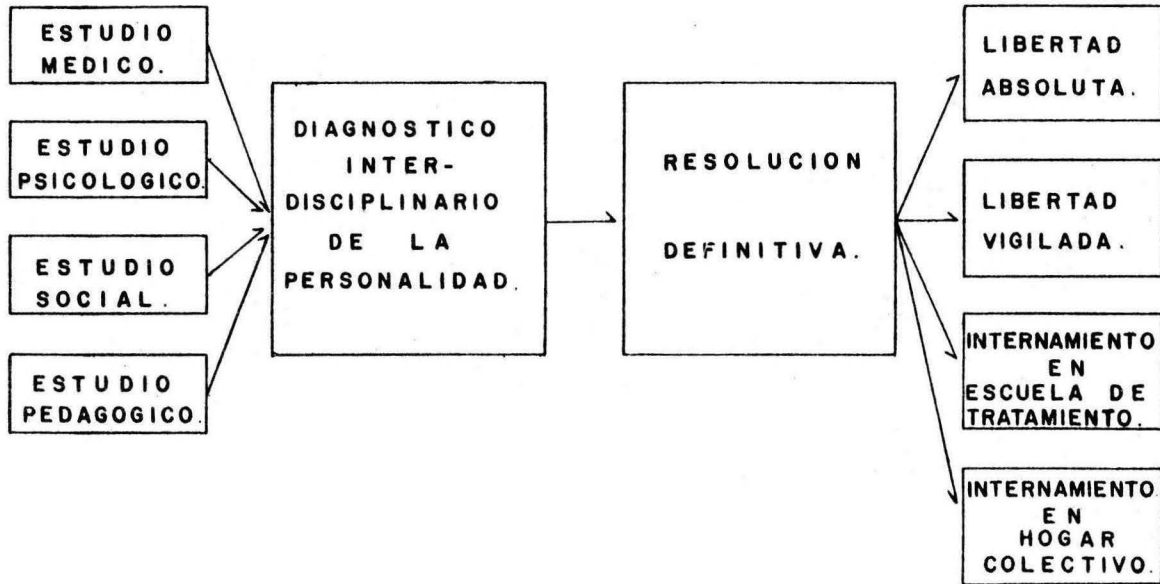 ESTUDIO
MEDICO.
ESTUDIO
PSICOLOGICO.
ESTUDIO
SOCIAL.
ESTUDIO
PEDAGOGICO.
DIAGNOSTICO
INTER-
DISCIPLINARIO
DE LA
PERSONALIDAD.
RESOLUCION
DEFINITIVA.
LIBERTAD
ABSOLUTA.
LIBERTAD
VIGILADA.
INTERNAMIENTO
EN
ESCUELA DE
TRATAMIENTO.
INTERNAMIENTO
EN
HOGAR
COLECTIVO.